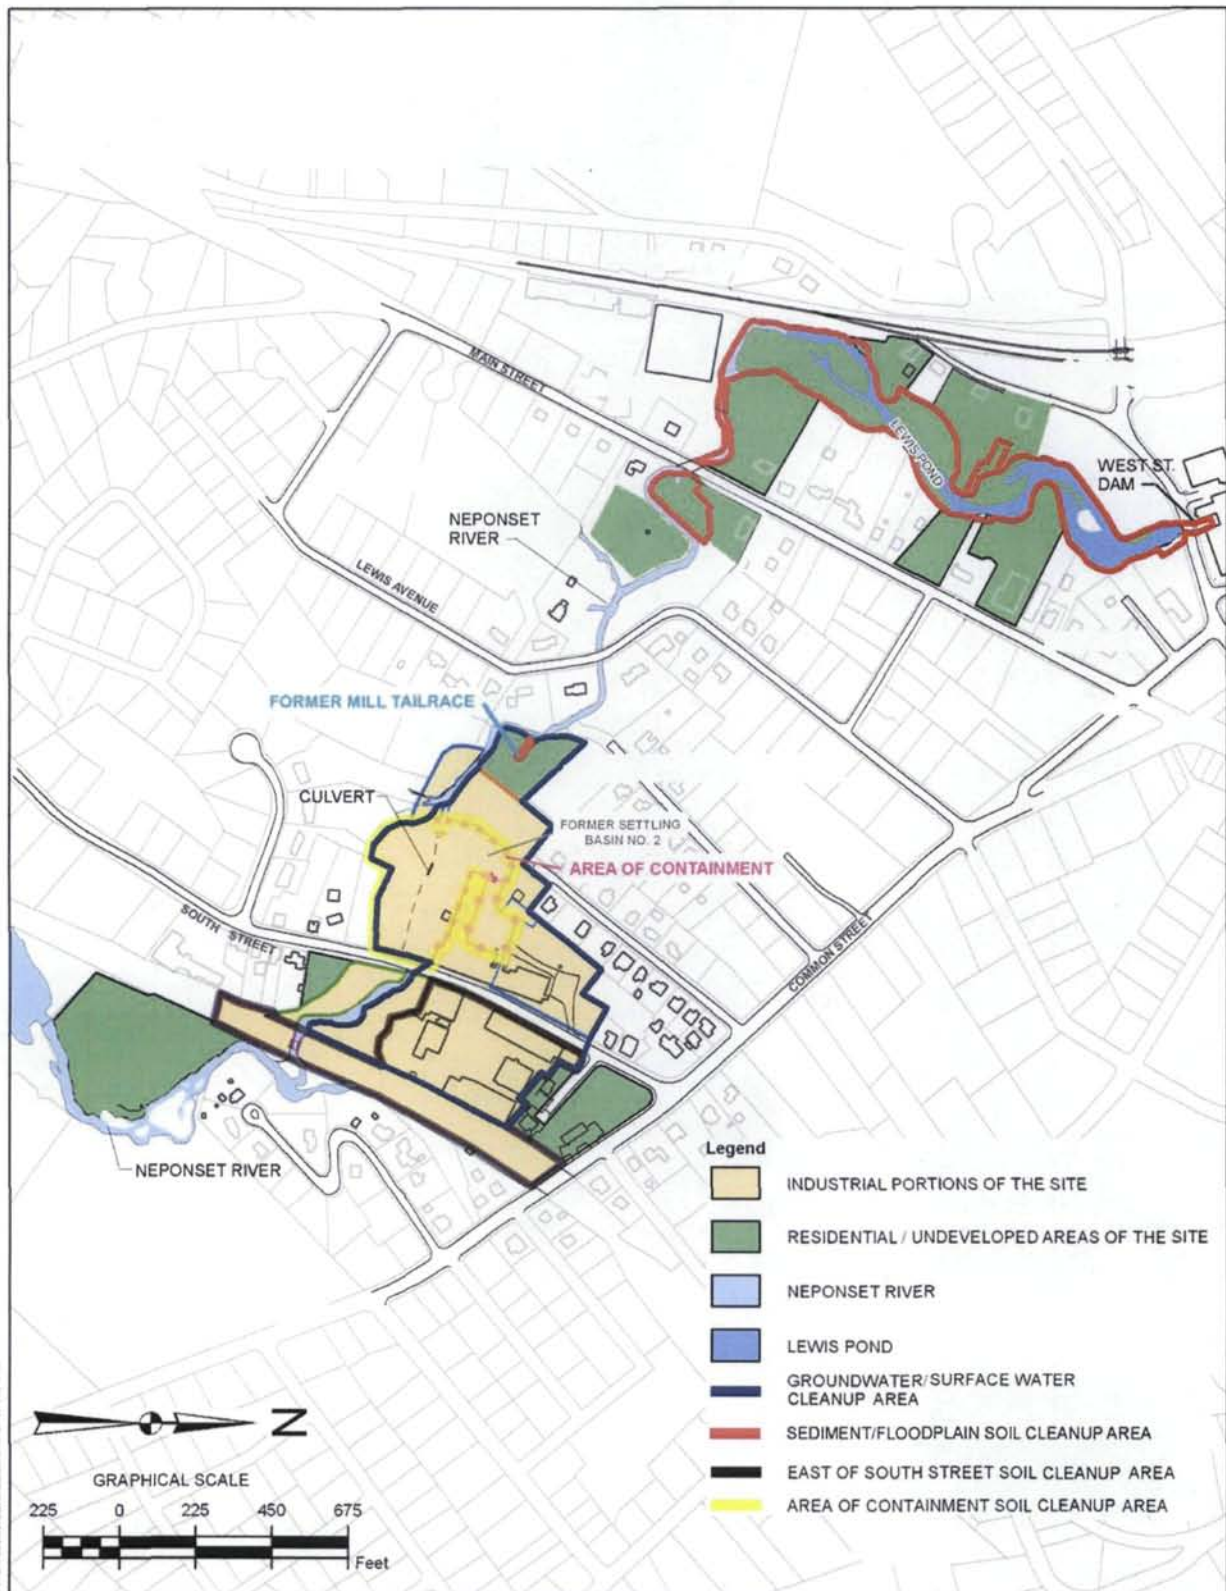 MAIN STREET
LEWIS POND
WEST ST.
DAM
NEPONSET
RIVER
LEWIS AVENUE
FORMER MILL TAILRACE
CULVERT
FORMER SETTLING
BASIN NO. 2
AREA OF CONTAINMENT
SOUTH STREET
COMMON STREET
NEPONSET RIVER
Legend
INDUSTRIAL PORTIONS OF THE SITE
RESIDENTIAL / UNDEVELOPED AREAS OF THE SITE
NEPONSET RIVER
LEWIS POND
GROUNDWATER/SURFACE WATER
CLEANUP AREA
SEDIMENT/FLOODPLAIN SOIL CLEANUP AREA
EAST OF SOUTH STREET SOIL CLEANUP AREA
AREA OF CONTAINMENT SOIL CLEANUP AREA
N
GRAPHICAL SCALE
225 0 225 450 675
Feet